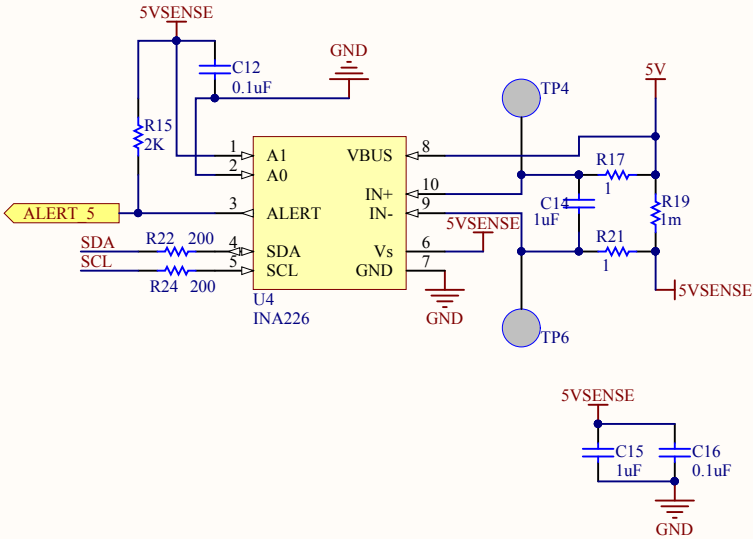 5VSENSE
GND
C12
0.1uF
TP4
5V
R15
2K
1
A1
VBUS
8
2
A0
R17
1
IN+
10
C14
1uF
R19
1m
ALERT_5
3
ALERT
IN-
9
5VSENSE
SDA
R22 200
4
SDA
Vs
6
R21
1
SCL
5
SCL
GND
7
R24 200
5VSENSE
U4
INA226
GND
TP6
5VSENSE
C15
1uF
C16
0.1uF
GND